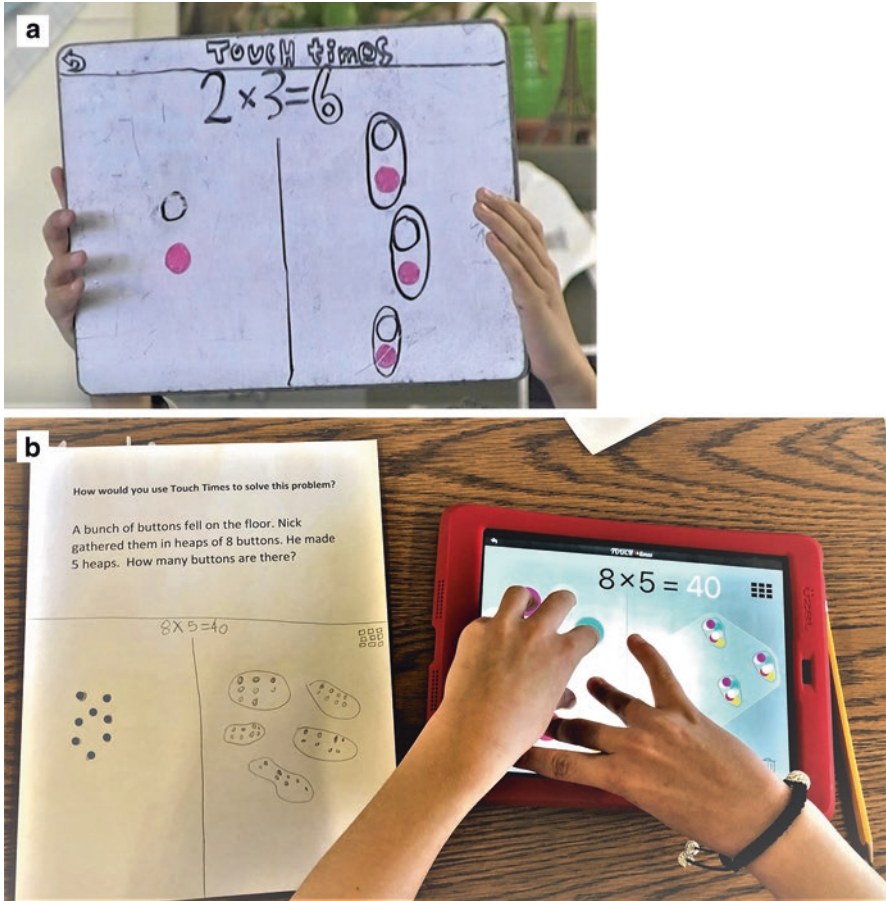 a
TOUCH times
2×3=6
b
How would you use Touch Times to solve this problem?
A bunch of buttons fell on the floor. Nick
gathered them in heaps of 8 buttons. He made
5 heaps. How many buttons are there?
8×5=40
TOUCH times
8×5 = 40